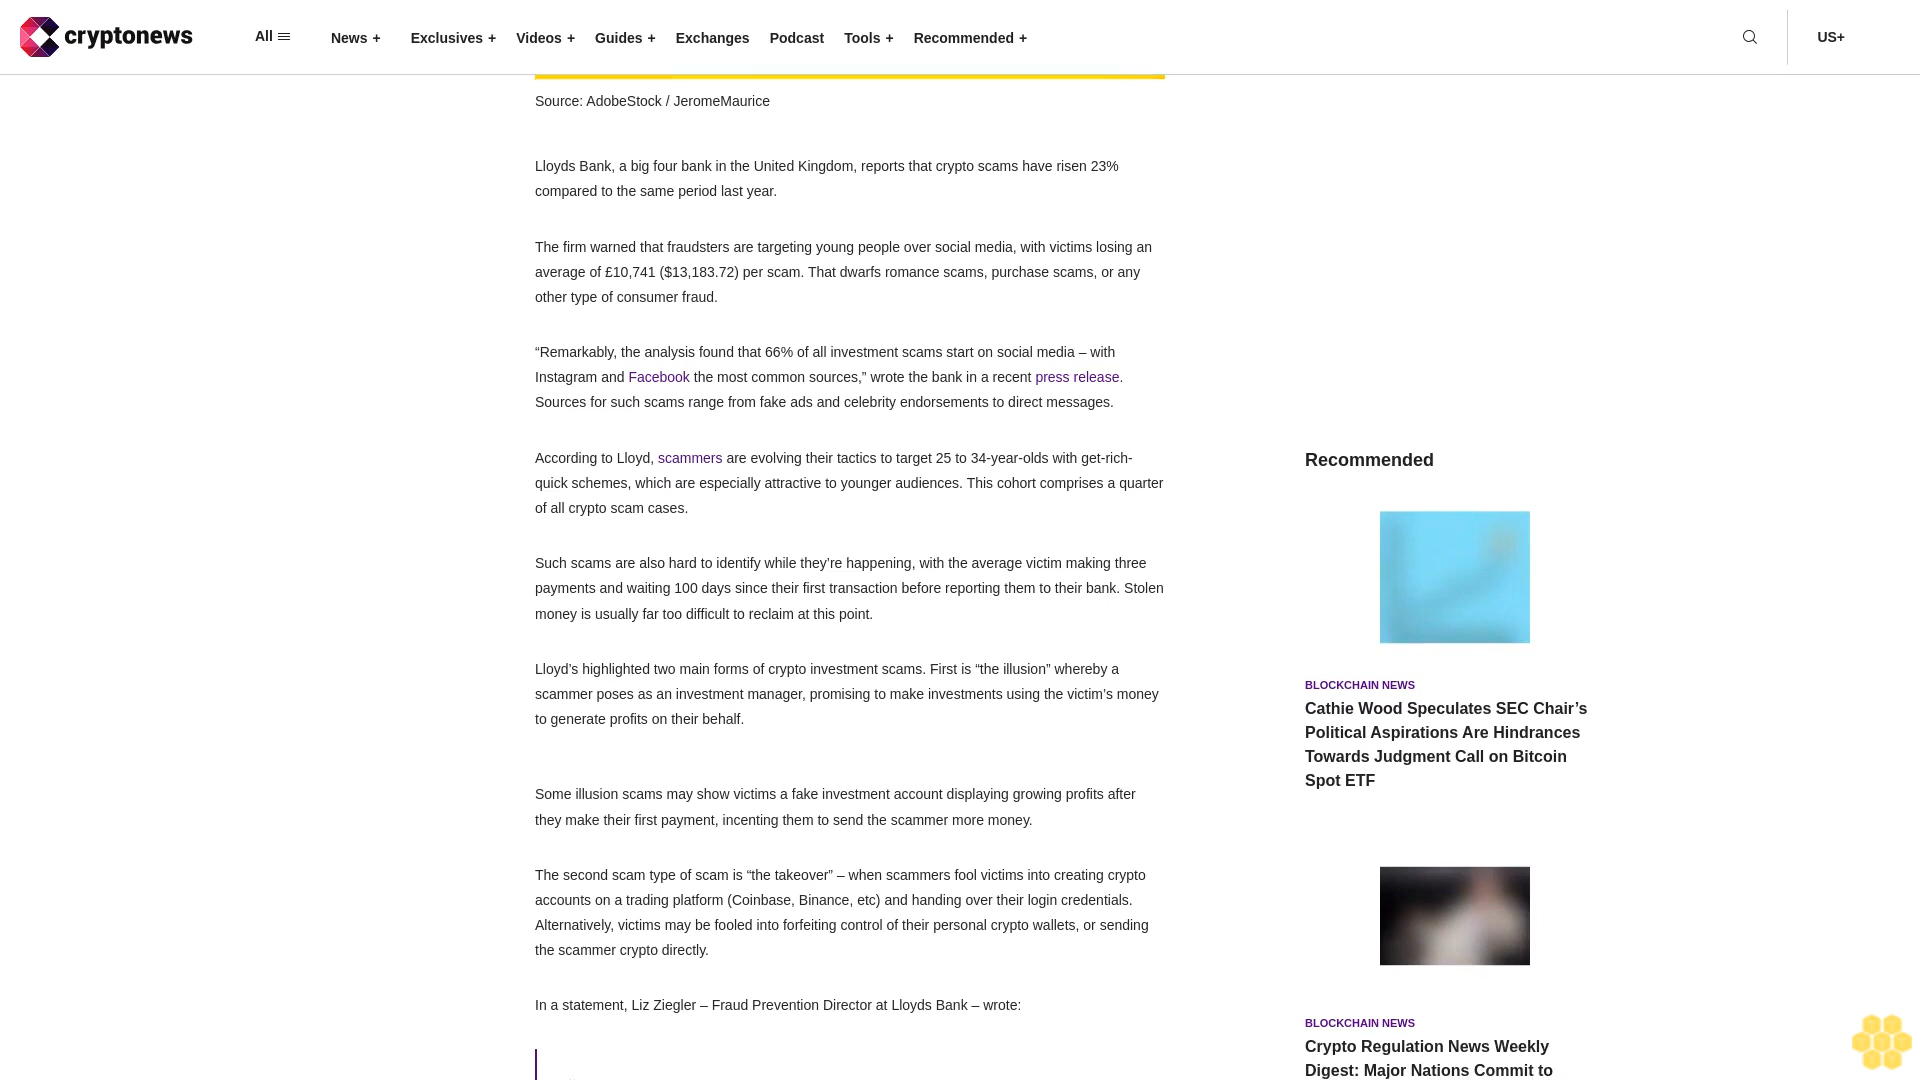 cryptonews
All
News +
Exclusives +
Videos +
Guides +
Exchanges
Podcast
Tools +
Recommended +
US+
Source: AdobeStock / JeromeMaurice
Lloyds Bank, a big four bank in the United Kingdom, reports that crypto scams have risen 23%
compared to the same period last year.
The firm warned that fraudsters are targeting young people over social media, with victims losing an
average of £10,741 ($13,183.72) per scam. That dwarfs romance scams, purchase scams, or any
other type of consumer fraud.
“Remarkably, the analysis found that 66% of all investment scams start on social media – with
Instagram and Facebook the most common sources,” wrote the bank in a recent press release.
Sources for such scams range from fake ads and celebrity endorsements to direct messages.
According to Lloyd, scammers are evolving their tactics to target 25 to 34-year-olds with get-rich-
quick schemes, which are especially attractive to younger audiences. This cohort comprises a quarter
of all crypto scam cases.
Such scams are also hard to identify while they’re happening, with the average victim making three
payments and waiting 100 days since their first transaction before reporting them to their bank. Stolen
money is usually far too difficult to reclaim at this point.
Lloyd’s highlighted two main forms of crypto investment scams. First is “the illusion” whereby a
scammer poses as an investment manager, promising to make investments using the victim’s money
to generate profits on their behalf.
Some illusion scams may show victims a fake investment account displaying growing profits after
they make their first payment, incenting them to send the scammer more money.
The second scam type of scam is “the takeover” – when scammers fool victims into creating crypto
accounts on a trading platform (Coinbase, Binance, etc) and handing over their login credentials.
Alternatively, victims may be fooled into forfeiting control of their personal crypto wallets, or sending
the scammer crypto directly.
In a statement, Liz Ziegler – Fraud Prevention Director at Lloyds Bank – wrote:
Recommended
BLOCKCHAIN NEWS
Cathie Wood Speculates SEC Chair’s
Political Aspirations Are Hindrances
Towards Judgment Call on Bitcoin
Spot ETF
BLOCKCHAIN NEWS
Crypto Regulation News Weekly
Digest: Major Nations Commit to